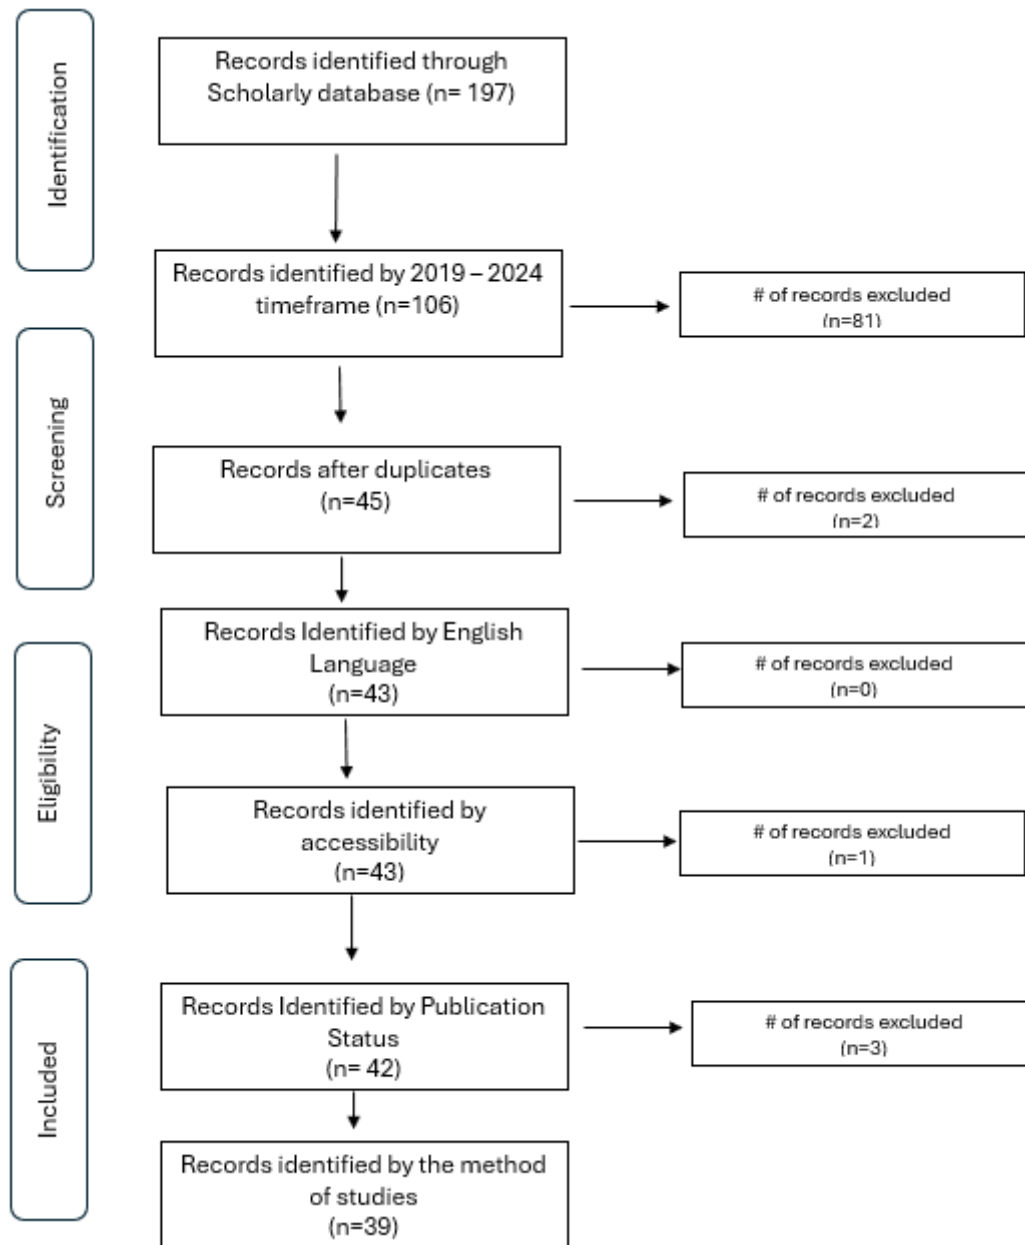 Identification
Records identified through
Scholarly database (n= 197)
Records identified by 2019 – 2024
timeframe (n=106)
# of records excluded
(n=81)
Screening
Records after duplicates
(n=45)
# of records excluded
(n=2)
Records Identified by English
Language
(n=43)
# of records excluded
(n=0)
Eligibility
Records identified by
accessibility
(n=43)
# of records excluded
(n=1)
Included
Records Identified by Publication
Status
(n= 42)
# of records excluded
(n=3)
Records identified by the method
of studies
(n=39)